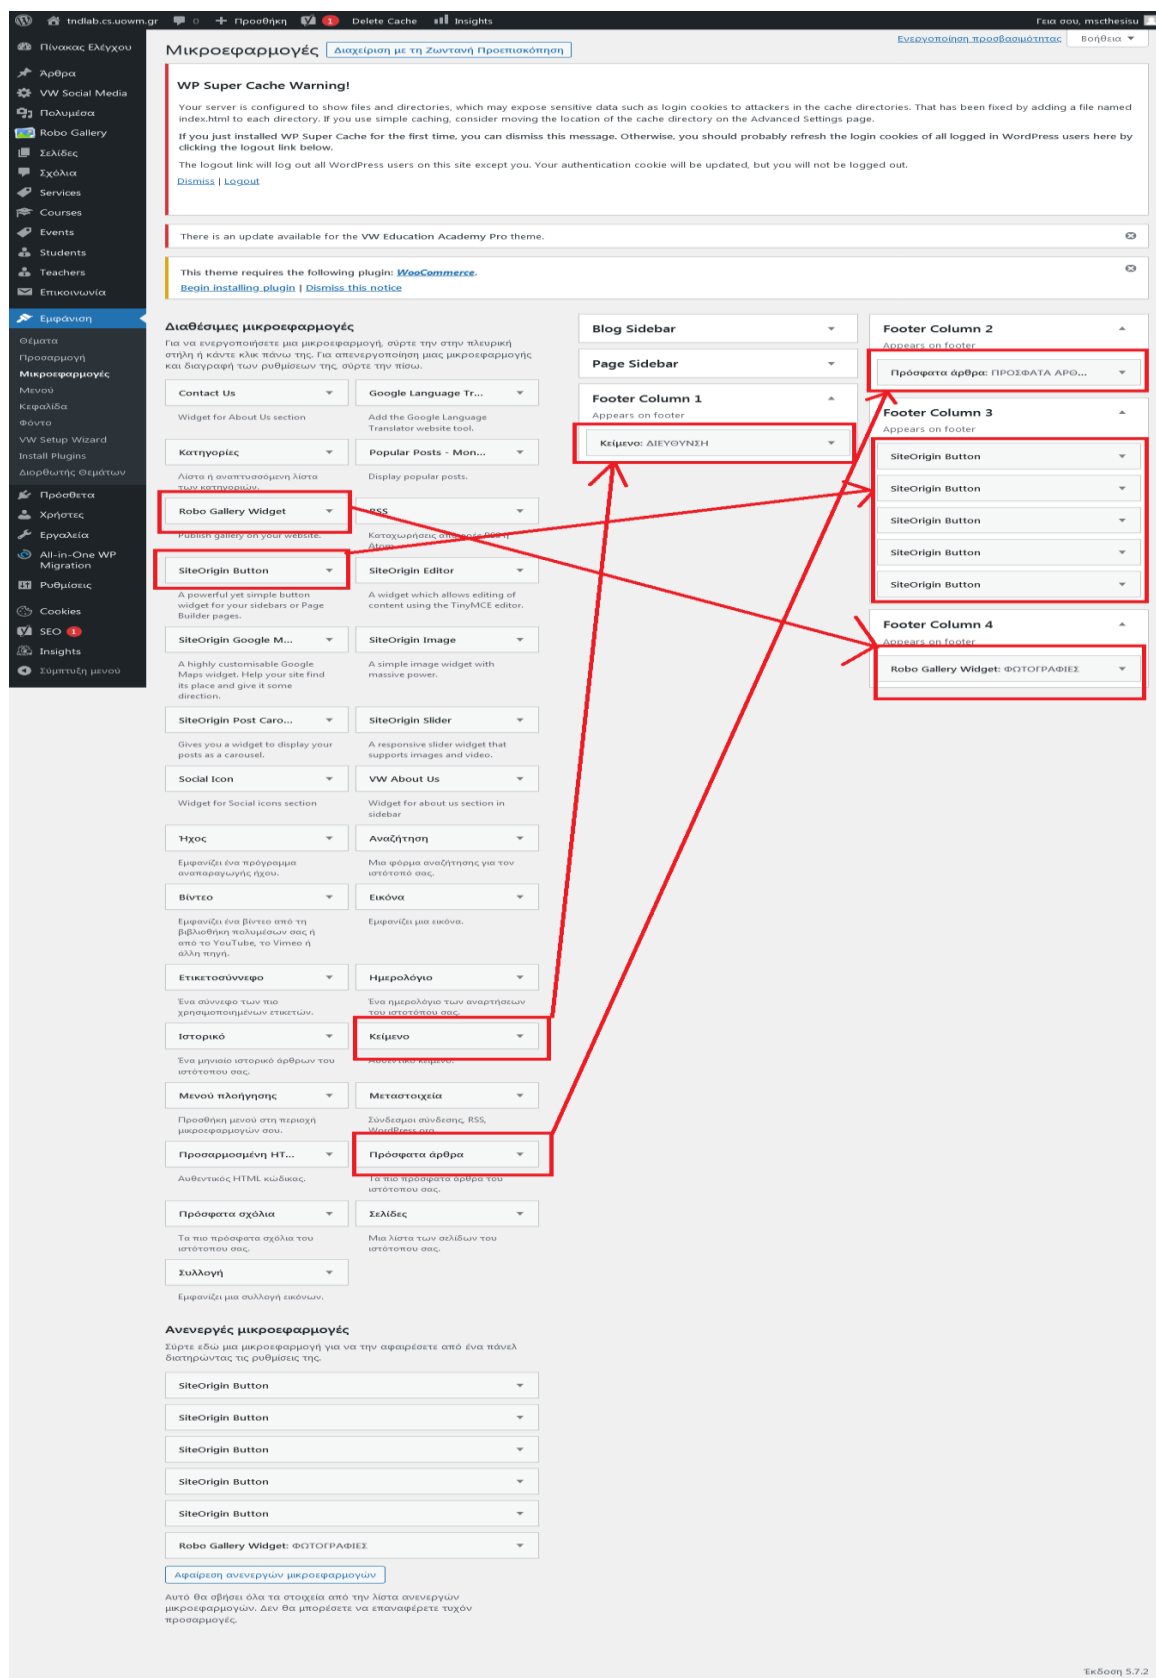 tndlab.cs.uowm.gr 0 + Προσθήκη 1 Delete Cache Insights Γεια σου, mscthesisu
Πίνακας Ελέγχου
Άρθρα
VW Social Media
Πολυμέσα
Robo Gallery
Σελίδες
Σχόλια
Services
Courses
Events
Students
Teachers
Επικοινωνία
Εμφάνιση
Θέματα
Προσαρμογή
Μικροεφαρμογές
Μενού
Κεφαλίδα
Φόντο
VW Setup Wizard
Install Plugins
Διορθωτής Θεμάτων
Πρόσθετα
Χρήστες
Εργαλεία
All-in-One WP
Migration
Ρυθμίσεις
Cookies
SEO 1
Insights
Σύμπτυξη μενού
Ενεργοποίηση προσβασιμότητας Βοήθεια
Μικροεφαρμογές Διαχείριση με τη Ζωντανή Προεπισκόπηση
WP Super Cache Warning!
Your server is configured to show files and directories, which may expose sensitive data such as login cookies to attackers in the cache directories. That has been fixed by adding a file named
index.html to each directory. If you use simple caching, consider moving the location of the cache directory on the Advanced Settings page.
If you just installed WP Super Cache for the first time, you can dismiss this message. Otherwise, you should probably refresh the login cookies of all logged in WordPress users here by
clicking the logout link below.
The logout link will log out all WordPress users on this site except you. Your authentication cookie will be updated, but you will not be logged out.
Dismiss | Logout
There is an update available for the VW Education Academy Pro theme.
This theme requires the following plugin: WooCommerce.
Begin installing plugin | Dismiss this notice
Διαθέσιμες μικροεφαρμογές
Για να ενεργοποιήσετε μια μικροεφαρμογή, σύρτε την στην πλευρική
στήλη ή κάντε κλικ πάνω της. Για απενεργοποίηση μιας μικροεφαρμογής
και διαγραφή των ρυθμίσεων της, σύρτε την πίσω.
Contact Us Google Language Tr...
Widget for About Us section Add the Google Language
Translator website tool.
Κατηγορίες Popular Posts - Mon...
Λίστα ή αναπτυσσόμενη λίστα Display popular posts.
των κατηγοριών.
Robo Gallery Widget RSS
Publish gallery on your website. Καταχωρήσεις από ροές RSS ή
Atom
SiteOrigin Button SiteOrigin Editor
A powerful yet simple button A widget which allows editing of
widget for your sidebars or Page content using the TinyMCE editor.
Builder pages.
SiteOrigin Google M... SiteOrigin Image
A highly customisable Google A simple image widget with
Maps widget. Help your site find massive power.
its place and give it some
direction.
SiteOrigin Post Caro... SiteOrigin Slider
Gives you a widget to display your A responsive slider widget that
posts as a carousel. supports images and video.
Social Icon VW About Us
Widget for Social icons section Widget for about us section in
sidebar
Ήχος Αναζήτηση
Εμφανίζει ένα πρόγραμμα Μια φόρμα αναζήτησης για τον
αναπαραγωγής ήχου. ιστότοπό σας.
Βίντεο Εικόνα
Εμφανίζει ένα βίντεο από τη Εμφανίζει μια εικόνα.
βιβλιοθήκη πολυμέσων σας ή
από το YouTube, το Vimeo ή
άλλη πηγή.
Ετικετοσύννεφο Ημερολόγιο
Ένα σύννεφο των πιο Ένα ημερολόγιο των αναρτήσεων
χρησιμοποιημένων ετικετών. του ιστοτόπου σας.
Ιστορικό Κείμενο
Ένα μηνιαίο ιστορικό άρθρων του Αυθεντικό κείμενο.
ιστότοπου σας.
Μενού πλοήγησης Μεταστοιχεία
Προσθήκη μενού στη περιοχή Σύνδεσμοι σύνδεσης, RSS,
μικροεφαρμογών σου. WordPress.org
Προσαρμοσμένη HT... Πρόσφατα άρθρα
Αυθεντικός HTML κώδικας. Τα πιο πρόσφατα άρθρα του
ιστότοπου σας.
Πρόσφατα σχόλια Σελίδες
Τα πιο πρόσφατα σχόλια του Μια λίστα των σελίδων του
ιστότοπου σας. ιστότοπου σας.
Συλλογή
Εμφανίζει μια συλλογή εικόνων.
Ανενεργές μικροεφαρμογές
Σύρτε εδώ μια μικροεφαρμογή για να την αφαιρέσετε από ένα πάνελ
διατηρώντας τις ρυθμίσεις της.
SiteOrigin Button
SiteOrigin Button
SiteOrigin Button
SiteOrigin Button
SiteOrigin Button
Robo Gallery Widget: ΦΩΤΟΓΡΑΦΙΕΣ
Αφαίρεση ανενεργών μικροεφαρμογών
Αυτό θα σβήσει όλα τα στοιχεία από την λίστα ανενεργών
μικροεφαρμογών. Δεν θα μπορέσετε να επαναφέρετε τυχόν
προσαρμογές.
Blog Sidebar
Page Sidebar
Footer Column 1
Appears on footer
Κείμενο: ΔΙΕΥΘΥΝΣΗ
Footer Column 2
Appears on footer
Πρόσφατα άρθρα: ΠΡΟΣΦΑΤΑ ΑΡΘ...
Footer Column 3
Appears on footer
SiteOrigin Button
SiteOrigin Button
SiteOrigin Button
SiteOrigin Button
SiteOrigin Button
Footer Column 4
Appears on footer
Robo Gallery Widget: ΦΩΤΟΓΡΑΦΙΕΣ
Έκδοση 5.7.2